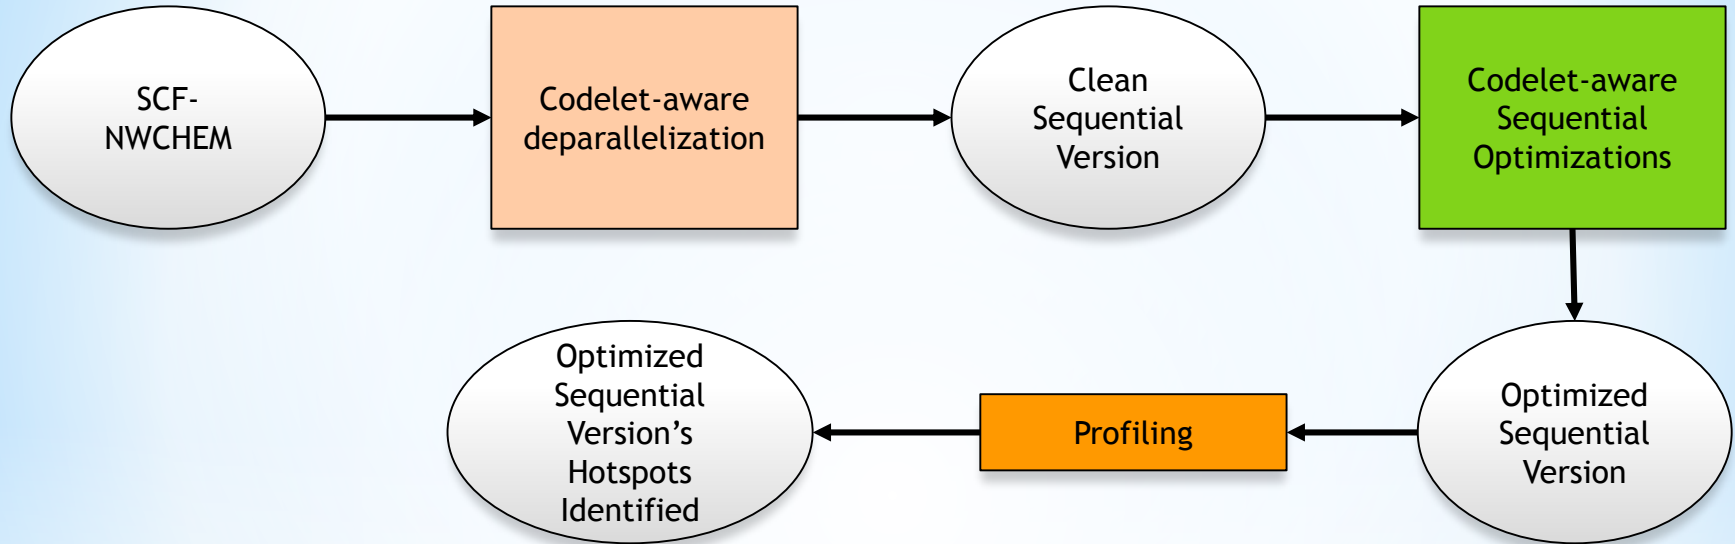 SCF-
NWCHEM
Codelet-aware
deparallelization
Clean
Sequential
Version
Codelet-aware
Sequential
Optimizations
Optimized
Sequential
Version’s
Hotspots
Identified
Profiling
Optimized
Sequential
Version